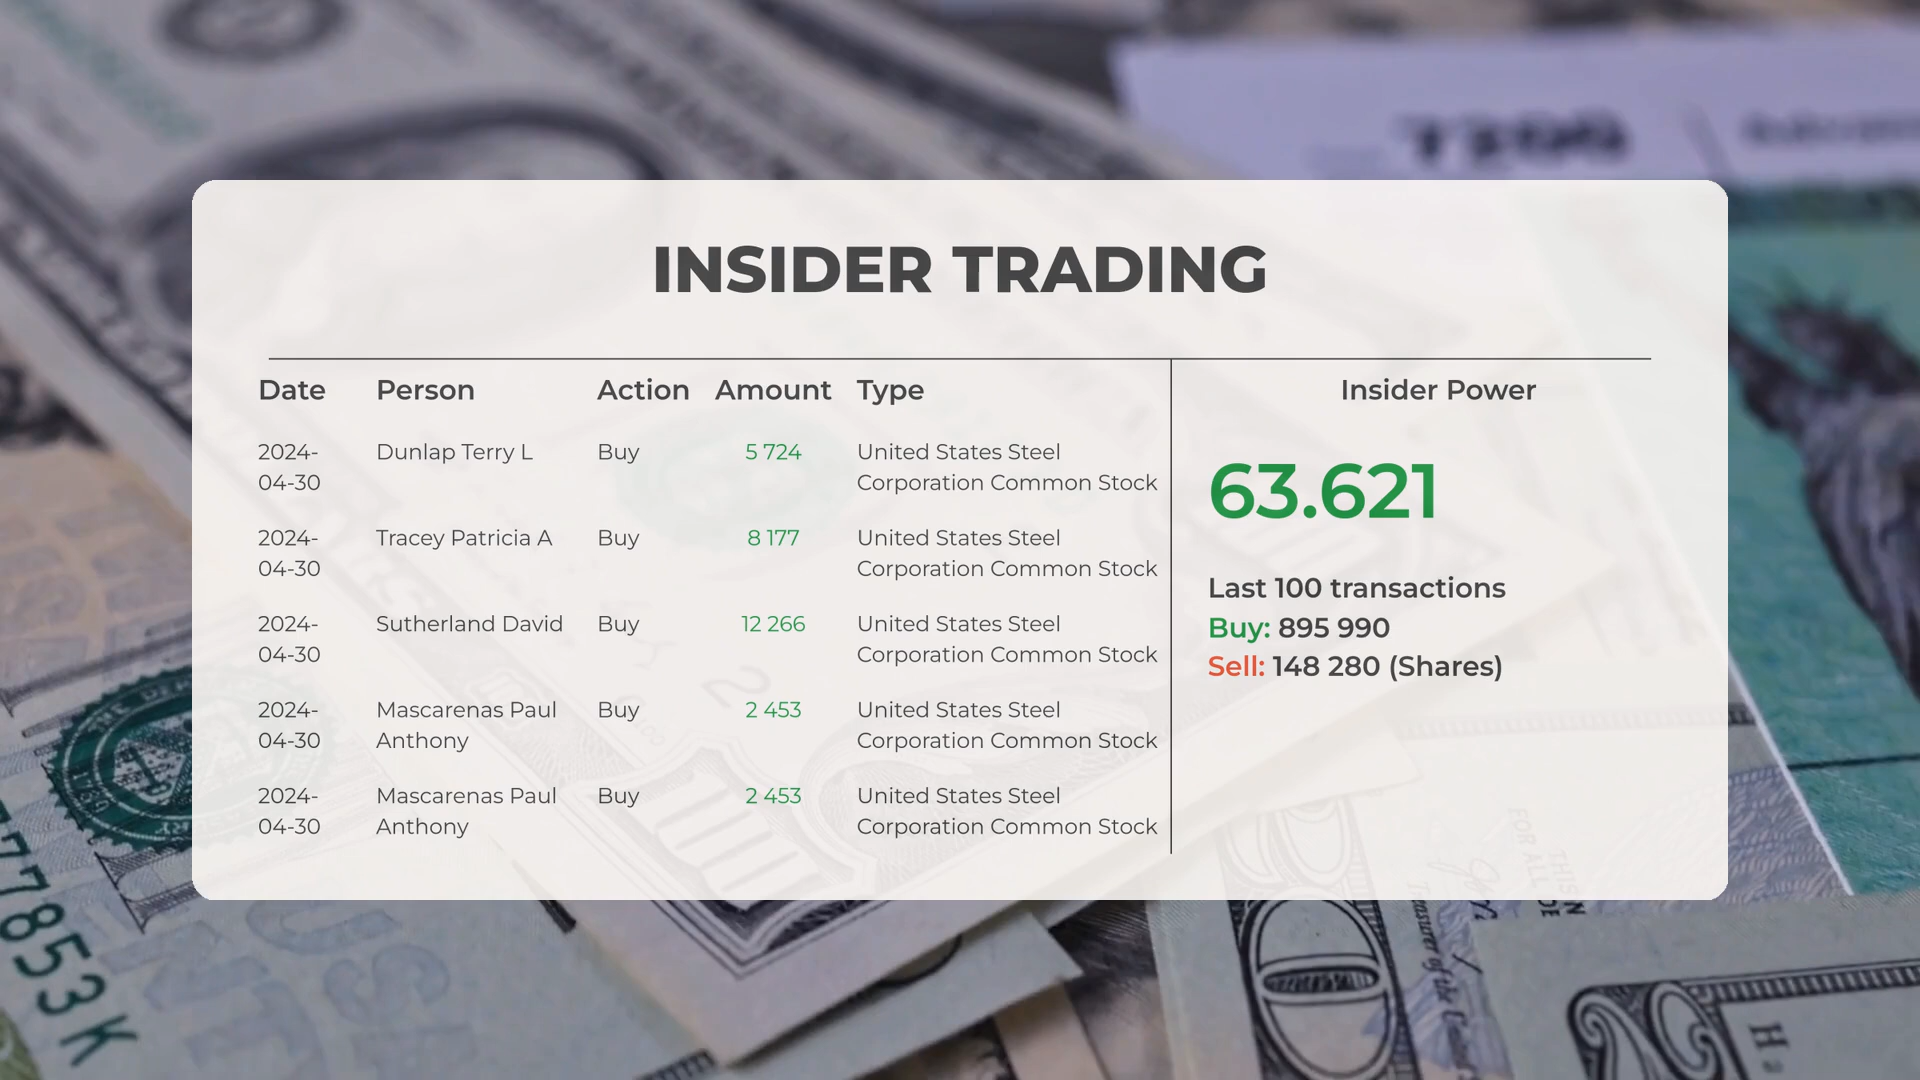 INSIDER TRADING
Date Person Action Amount Type
2024- Dunlap Terry L Buy 5 724 United States Steel
04-30 Corporation Common Stock
2024- Tracey Patricia A Buy 8 177 United States Steel
04-30 Corporation Common Stock
2024- Sutherland David Buy 12 266 United States Steel
04-30 Corporation Common Stock
2024- Mascarenas Paul Buy 2 453 United States Steel
04-30 Anthony Corporation Common Stock
2024- Mascarenas Paul Buy 2 453 United States Steel
04-30 Anthony Corporation Common Stock
Insider Power
63.621
Last 100 transactions
Buy: 895 990
Sell: 148 280 (Shares)
77853K